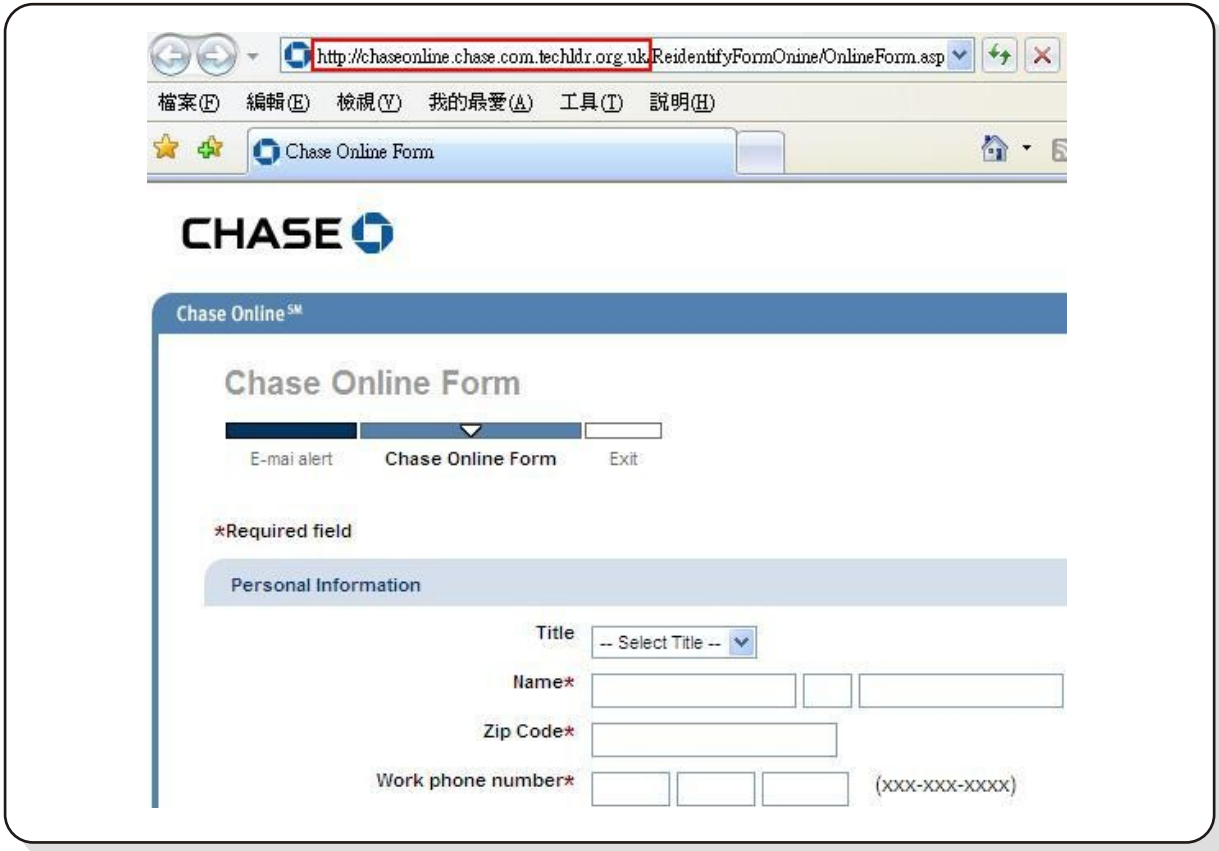 http://chaseonline.chase.com.techldr.org.uk/ReidentifyFormOnine/OnlineForm.asp
檔案(F) 編輯(E) 檢視(V) 我的最愛(A) 工具(T) 說明(H)
Chase Online Form
CHASE
Chase Online SM
Chase Online Form
E-mai alert Chase Online Form Exit
*Required field
Personal Information
Title -- Select Title --
Name*
Zip Code*
Work phone number* (xxx-xxx-xxxx)